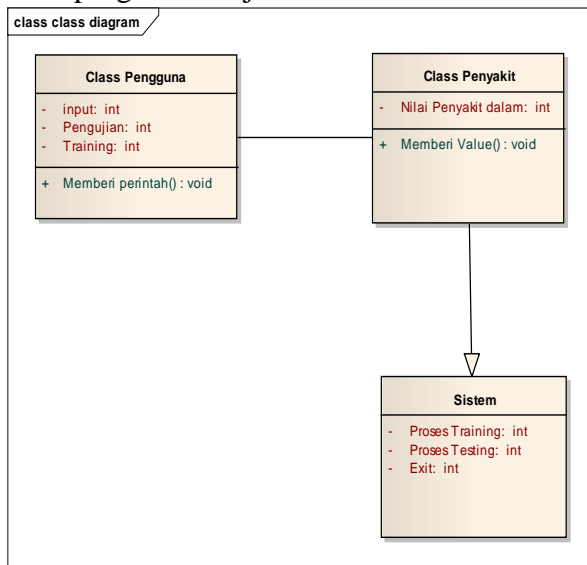 class class diagram
Class Pengguna
- input: int
- Pengujian: int
- Training: int
+ Memberi perintah() : void
Class Penyakit
- Nilai Penyakit dalam: int
+ Memberi Value() : void
Sistem
- Proses Training: int
- Proses Testing: int
- Exit: int